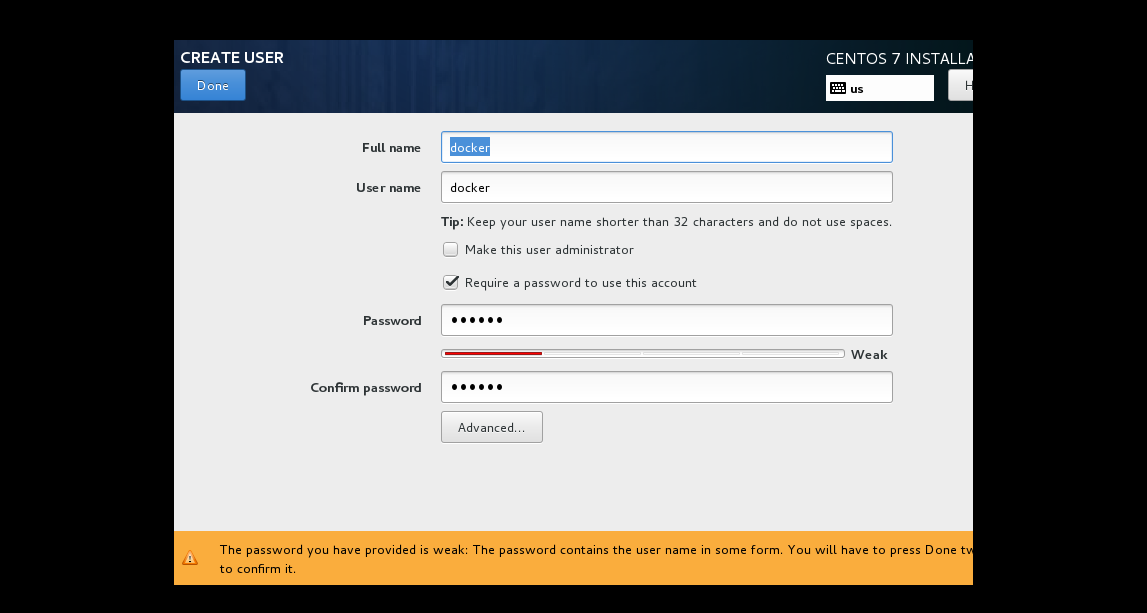 CREATE USER
CENTOS 7 INSTALLA
Done
us
H
Full name
docker
User name
docker
Tip: Keep your user name shorter than 32 characters and do not use spaces.
Make this user administrator
Require a password to use this account
Password
••••••
Weak
Confirm password
••••••
Advanced...
The password you have provided is weak: The password contains the user name in some form. You will have to press Done tw
to confirm it.